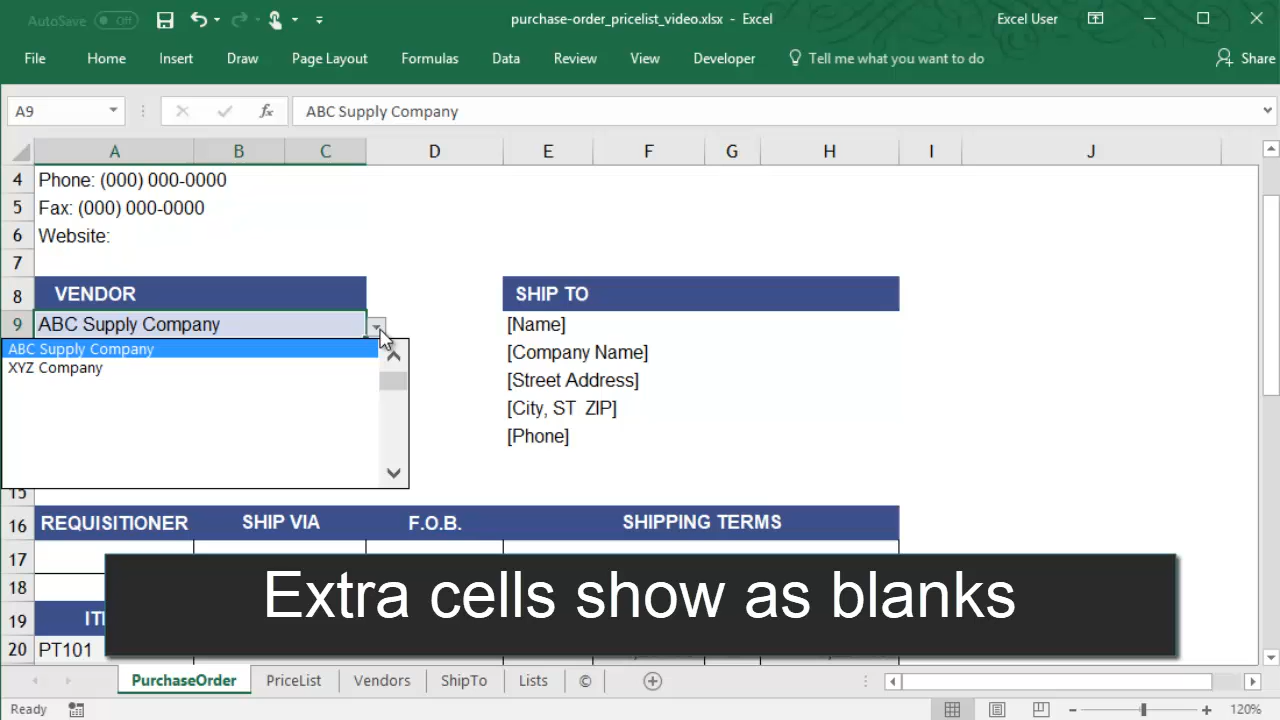 AutoSave Off purchase-order_pricelist_video.xlsx - Excel Excel User
File Home Insert Draw Page Layout Formulas Data Review View Developer Tell me what you want to do Share
A9 fx ABC Supply Company
A B C D E F G H I J
4 Phone: (000) 000-0000
5 Fax: (000) 000-0000
6 Website:
7
8 VENDOR SHIP TO
9 ABC Supply Company [Name]
ABC Supply Company [Company Name]
XYZ Company [Street Address]
[City, ST ZIP]
[Phone]
15
16 REQUISITIONER SHIP VIA F.O.B. SHIPPING TERMS
17
18
Extra cells show as blanks
19
20 PT101
PurchaseOrder PriceList Vendors ShipTo Lists ©
Ready 120%